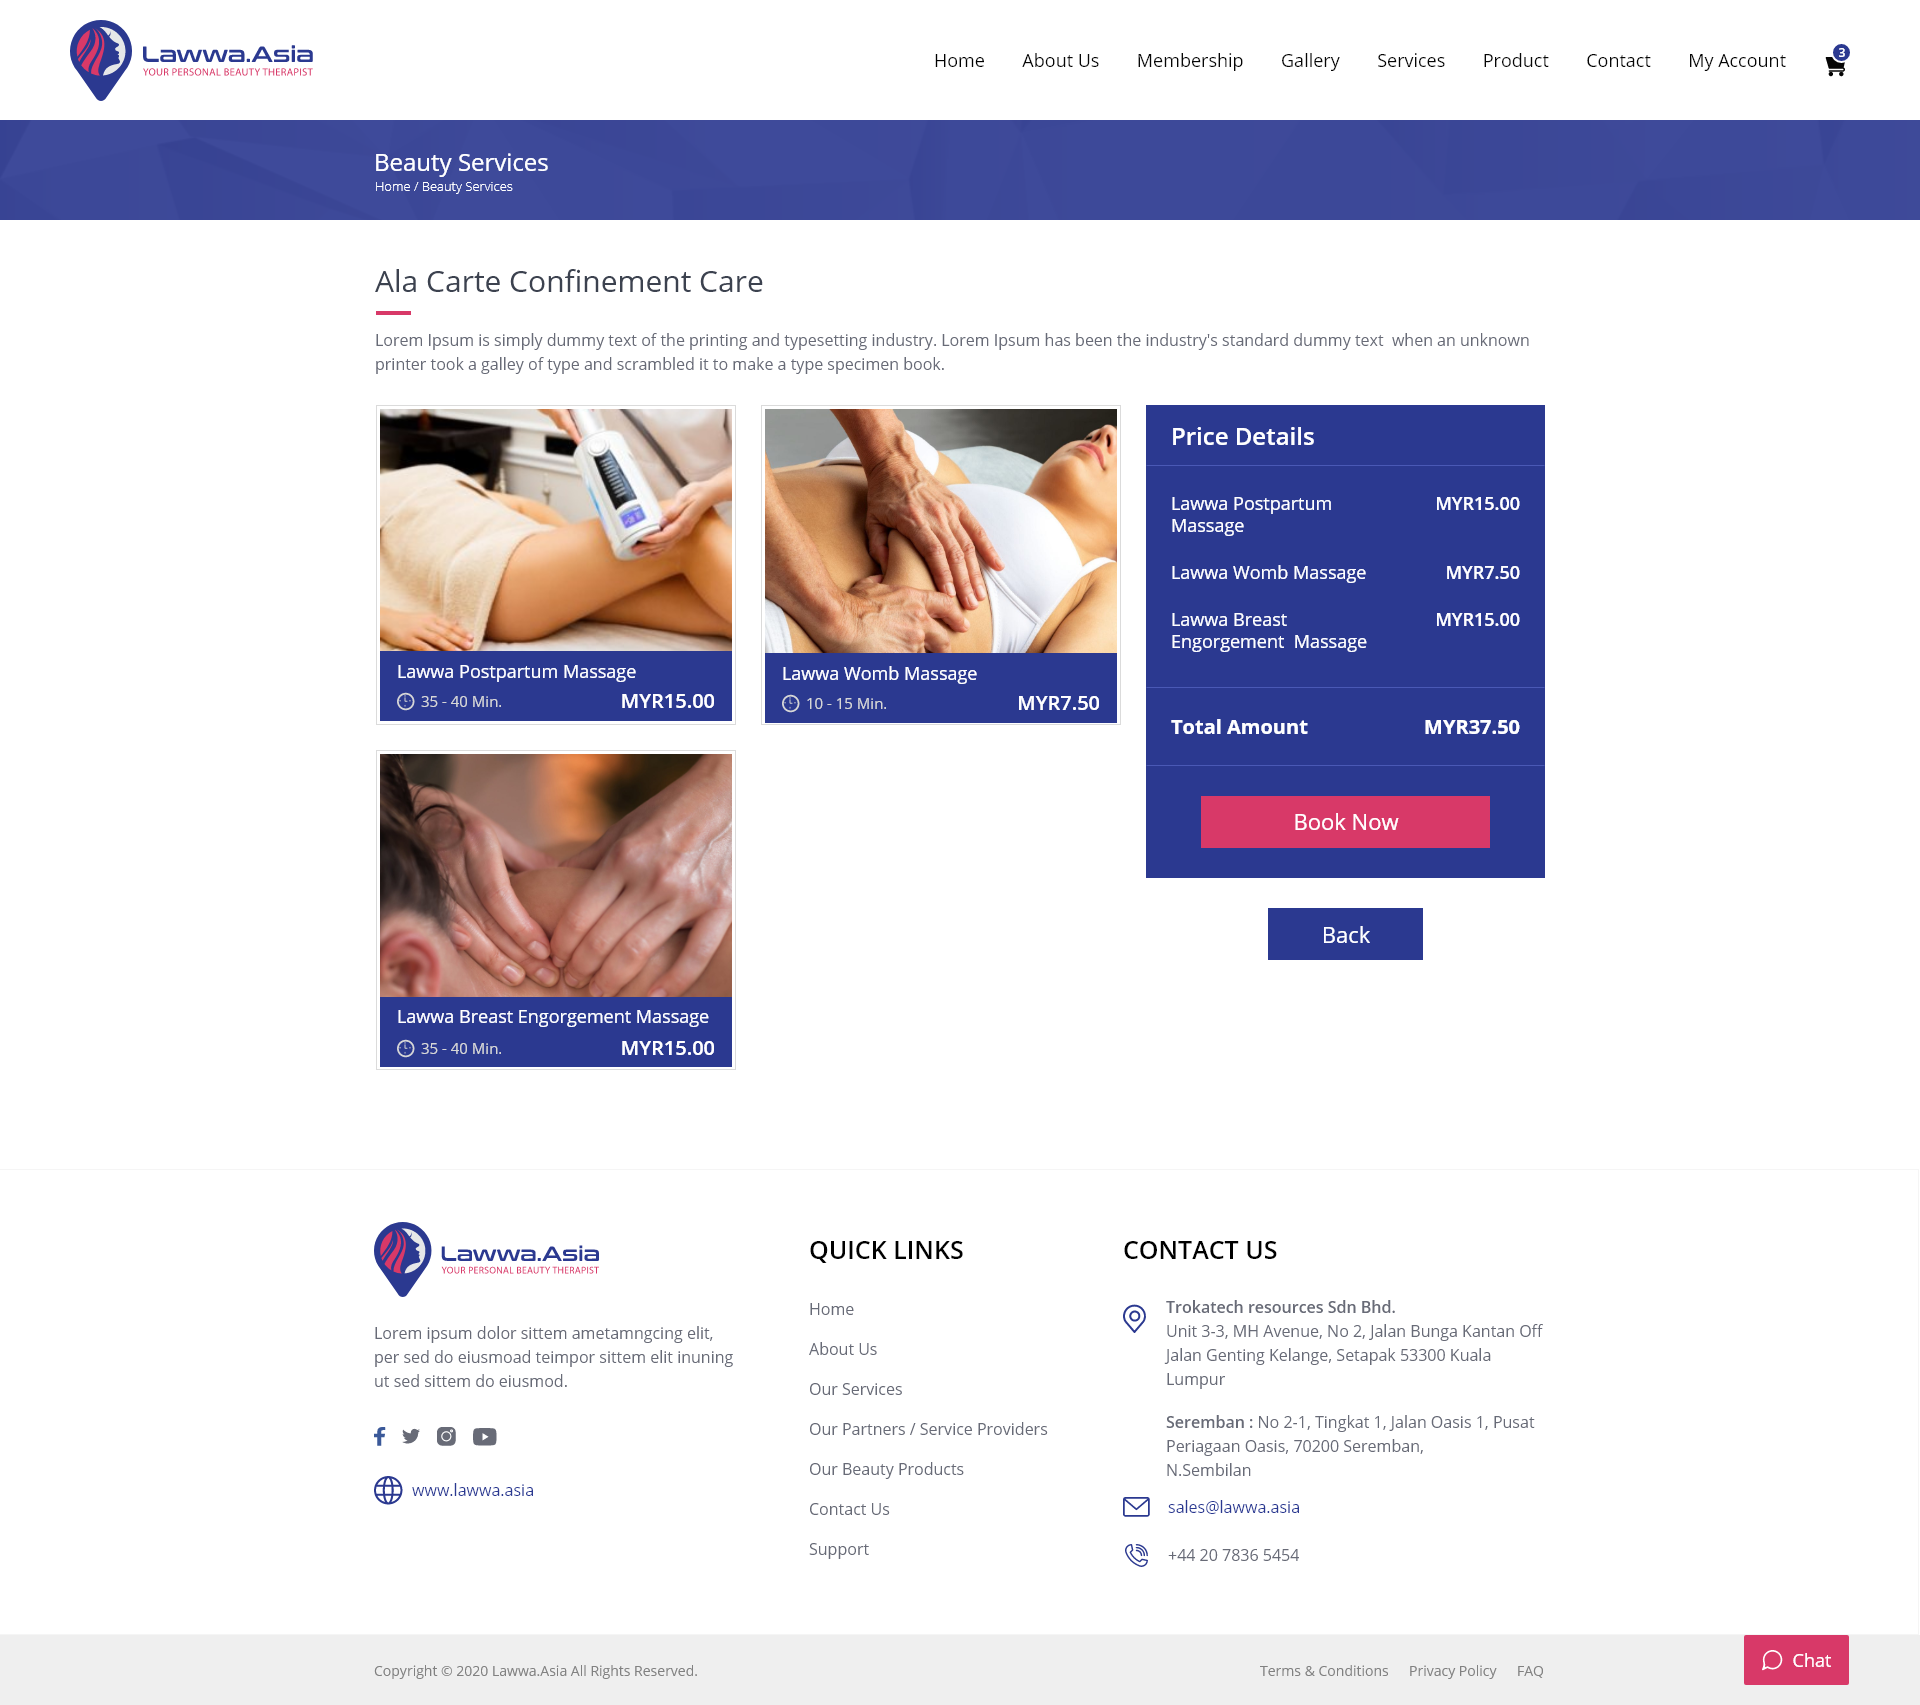 Lawwa.Asia
YOUR PERSONAL BEAUTY THERAPIST
Home
About Us
Membership
Gallery
Services
Product
Contact
My Account
3
Beauty Services
Home / Beauty Services
Ala Carte Confinement Care
Lorem Ipsum is simply dummy text of the printing and typesetting industry. Lorem Ipsum has been the industry's standard dummy text  when an unknown
printer took a galley of type and scrambled it to make a type specimen book.
Lawwa Postpartum Massage
35 - 40 Min.
MYR15.00
Lawwa Womb Massage
10 - 15 Min.
MYR7.50
Lawwa Breast Engorgement Massage
35 - 40 Min.
MYR15.00
Price Details
Lawwa Postpartum
Massage
MYR15.00
Lawwa Womb Massage
MYR7.50
Lawwa Breast
Engorgement  Massage
MYR15.00
Total Amount
MYR37.50
Book Now
Back
Lawwa.Asia
YOUR PERSONAL BEAUTY THERAPIST
Lorem ipsum dolor sittem ametamngcing elit,
per sed do eiusmoad teimpor sittem elit inuning
ut sed sittem do eiusmod.
www.lawwa.asia
QUICK LINKS
Home
About Us
Our Services
Our Partners / Service Providers
Our Beauty Products
Contact Us
Support
CONTACT US
Trokatech resources Sdn Bhd.
Unit 3-3, MH Avenue, No 2, Jalan Bunga Kantan Off
Jalan Genting Kelange, Setapak 53300 Kuala
Lumpur
Seremban : No 2-1, Tingkat 1, Jalan Oasis 1, Pusat
Periagaan Oasis, 70200 Seremban,
N.Sembilan
sales@lawwa.asia
+44 20 7836 5454
Copyright © 2020 Lawwa.Asia All Rights Reserved.
Terms & Conditions
Privacy Policy
FAQ
Chat